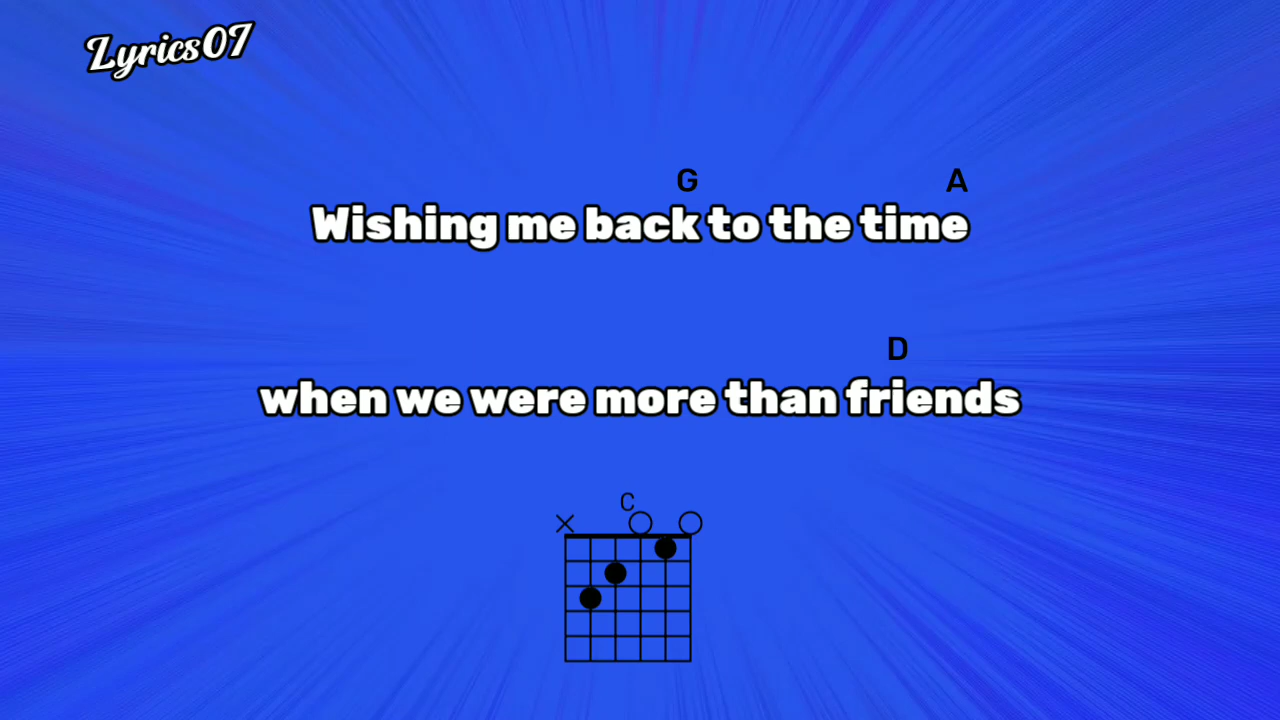 Lyrics07
G A
Wishing me back to the time
D
when we were more than friends
C